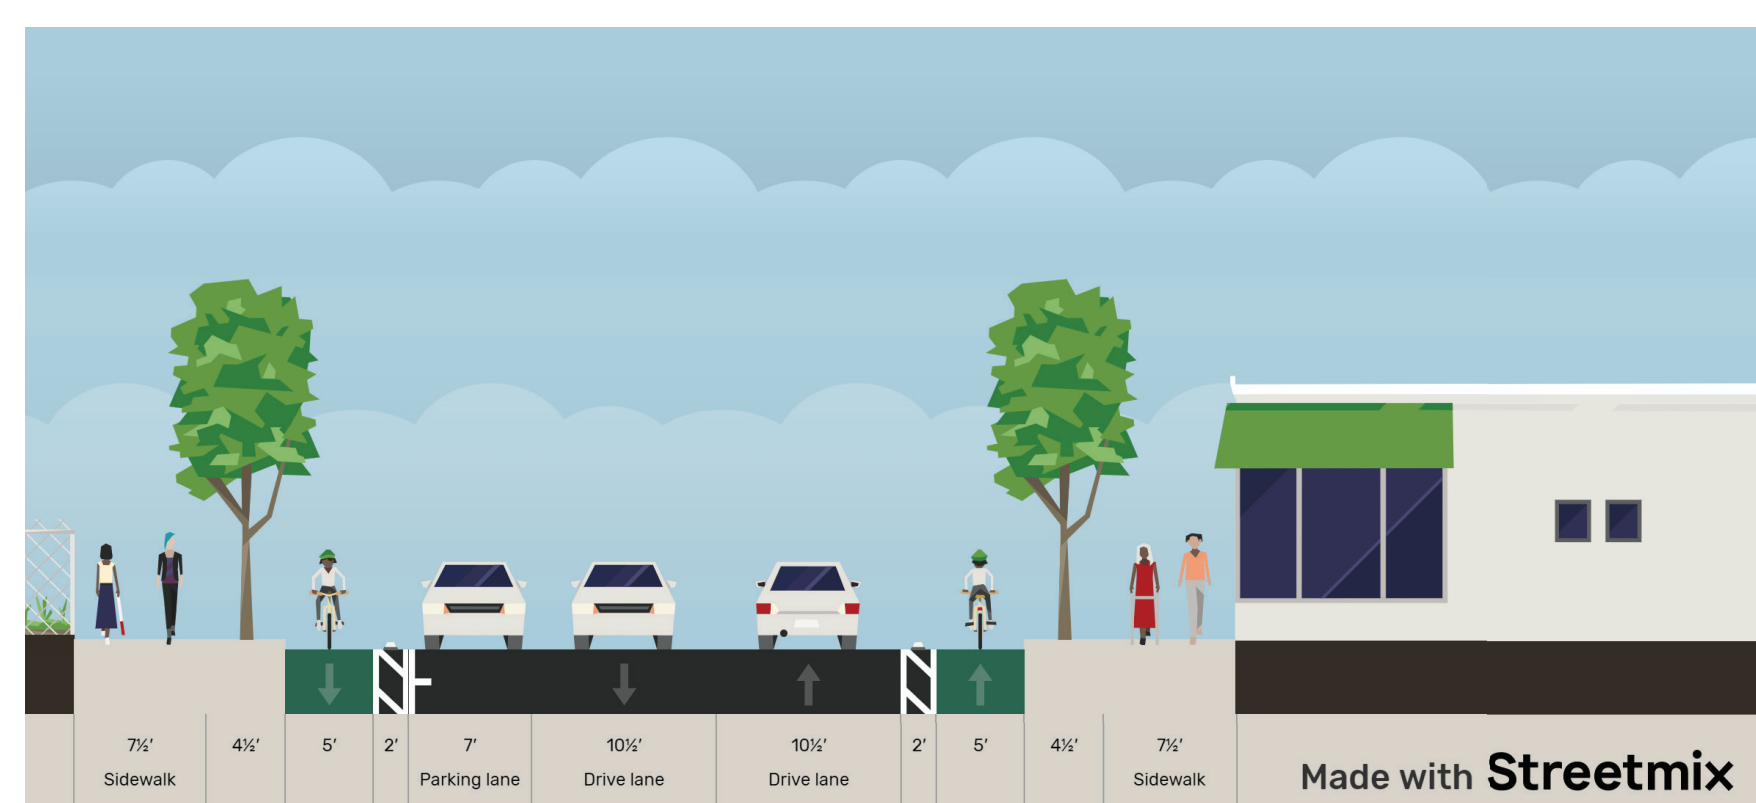 7½′ 4½′ 5′ 2′ 7′ 10½′ 10½′ 2′ 5′ 4½′ 7½′
Sidewalk Parking lane Drive lane Drive lane Sidewalk
Made with Streetmix